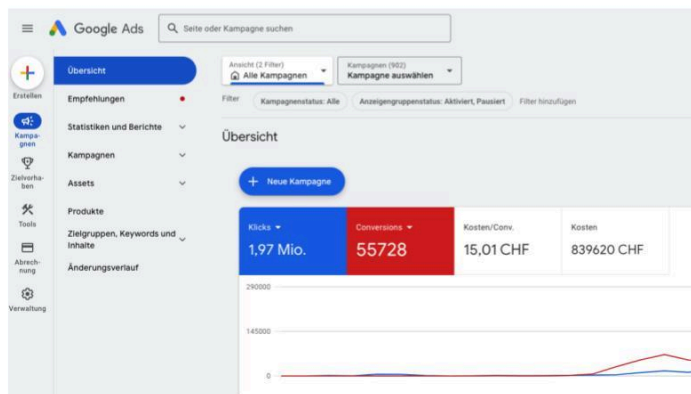 Google Ads
Seite oder Kampagne suchen
Erstellen
Kampa-
gnen
Zielvorha-
ben
Tools
Abrech-
nung
Verwaltung
Übersicht
Empfehlungen
Statistiken und Berichte
Kampagnen
Assets
Produkte
Zielgruppen, Keywords und
Inhalte
Änderungsverlauf
Ansicht (2 Filter)
Alle Kampagnen
Kampagnen (902)
Kampagne auswählen
Filter
Kampagnenstatus: Alle
Anzeigengruppenstatus: Aktiviert, Pausiert
Filter hinzufügen
Übersicht
+ Neue Kampagne
Klicks
1,97 Mio.
Conversions
55728
Kosten/Conv.
15,01 CHF
Kosten
839620 CHF
290000
145000
0